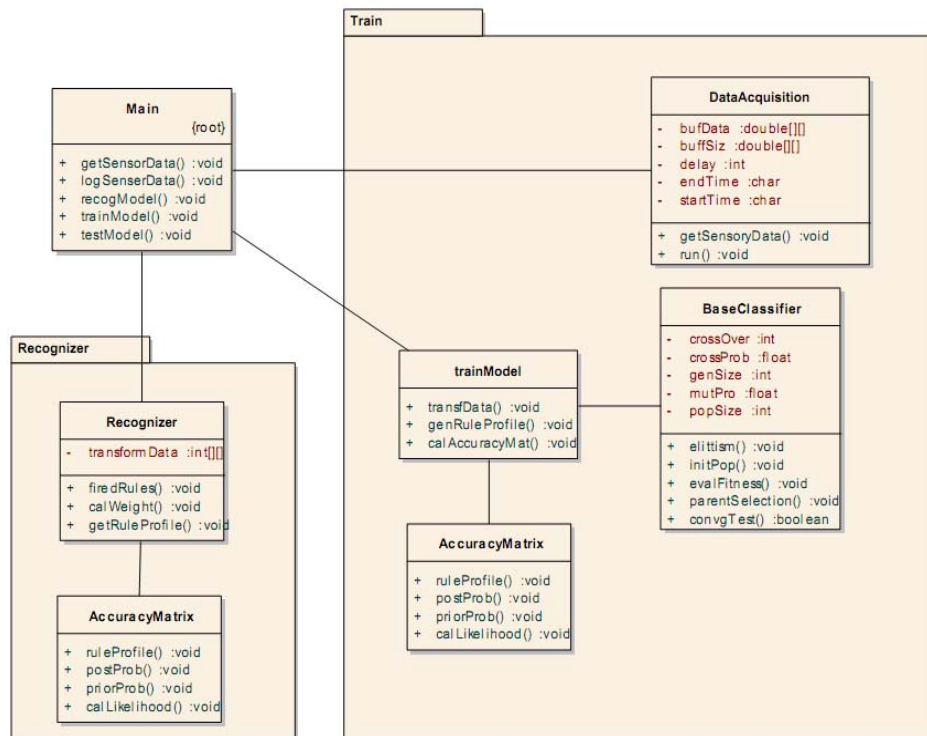 Train
Main
{root}
+ getSensorData() :void
+ logSenserData() :void
+ recogModel() :void
+ trainModel() :void
+ testModel() :void
DataAcquisition
- bufData :double[][]
- buffSiz :double[][]
- delay :int
- endTime :char
- startTime :char
+ getSensoryData() :void
+ run() :void
BaseClassifier
- crossOver :int
- crossProb :float
- genSize :int
- mutPro :float
- popSize :int
+ elittism() :void
+ initPop() :void
+ evalFitness() :void
+ parentSelection() :void
+ convgTest() :boolean
trainModel
+ transfData() :void
+ genRuleProfile() :void
+ calAccuracyMat() :void
AccuracyMatrix
+ ruleProfile() :void
+ postProb() :void
+ priorProb() :void
+ calLikelihood() :void
Recognizer
Recognizer
- transformData :int[][]
+ firedRules() :void
+ calWeight() :void
+ getRuleProfile() :void
AccuracyMatrix
+ ruleProfile() :void
+ postProb() :void
+ priorProb() :void
+ calLikelihood() :void